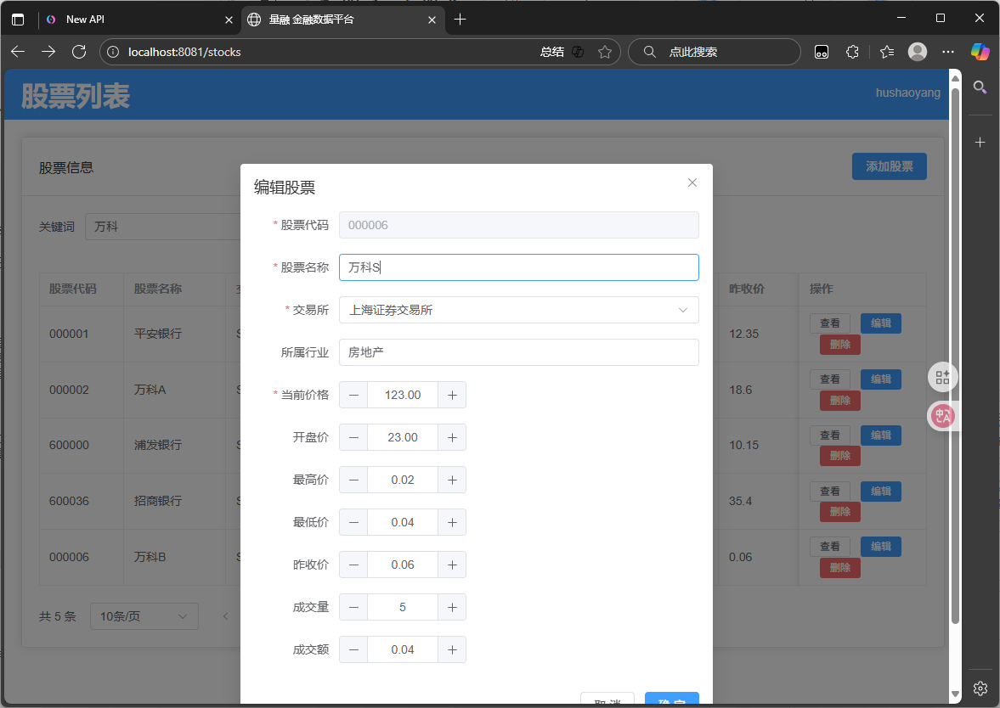 New API
量融 金融数据平台
localhost:8081/stocks
总结
点此搜索
股票列表
hushaoyang
股票信息
添加股票
关键词
万科
股票代码
股票名称
昨收价
操作
000001
平安银行
S
12.35
查看
编辑
删除
000002
万科A
S
18.6
查看
编辑
删除
600000
浦发银行
S
10.15
查看
编辑
删除
600036
招商银行
S
35.4
查看
编辑
删除
000006
万科B
S
0.06
查看
编辑
删除
共 5 条
10条/页
编辑股票
* 股票代码
000006
* 股票名称
万科S
* 交易所
上海证券交易所
所属行业
房地产
* 当前价格
123.00
开盘价
23.00
最高价
0.02
最低价
0.04
昨收价
0.06
成交量
5
成交额
0.04
取 消
确 定